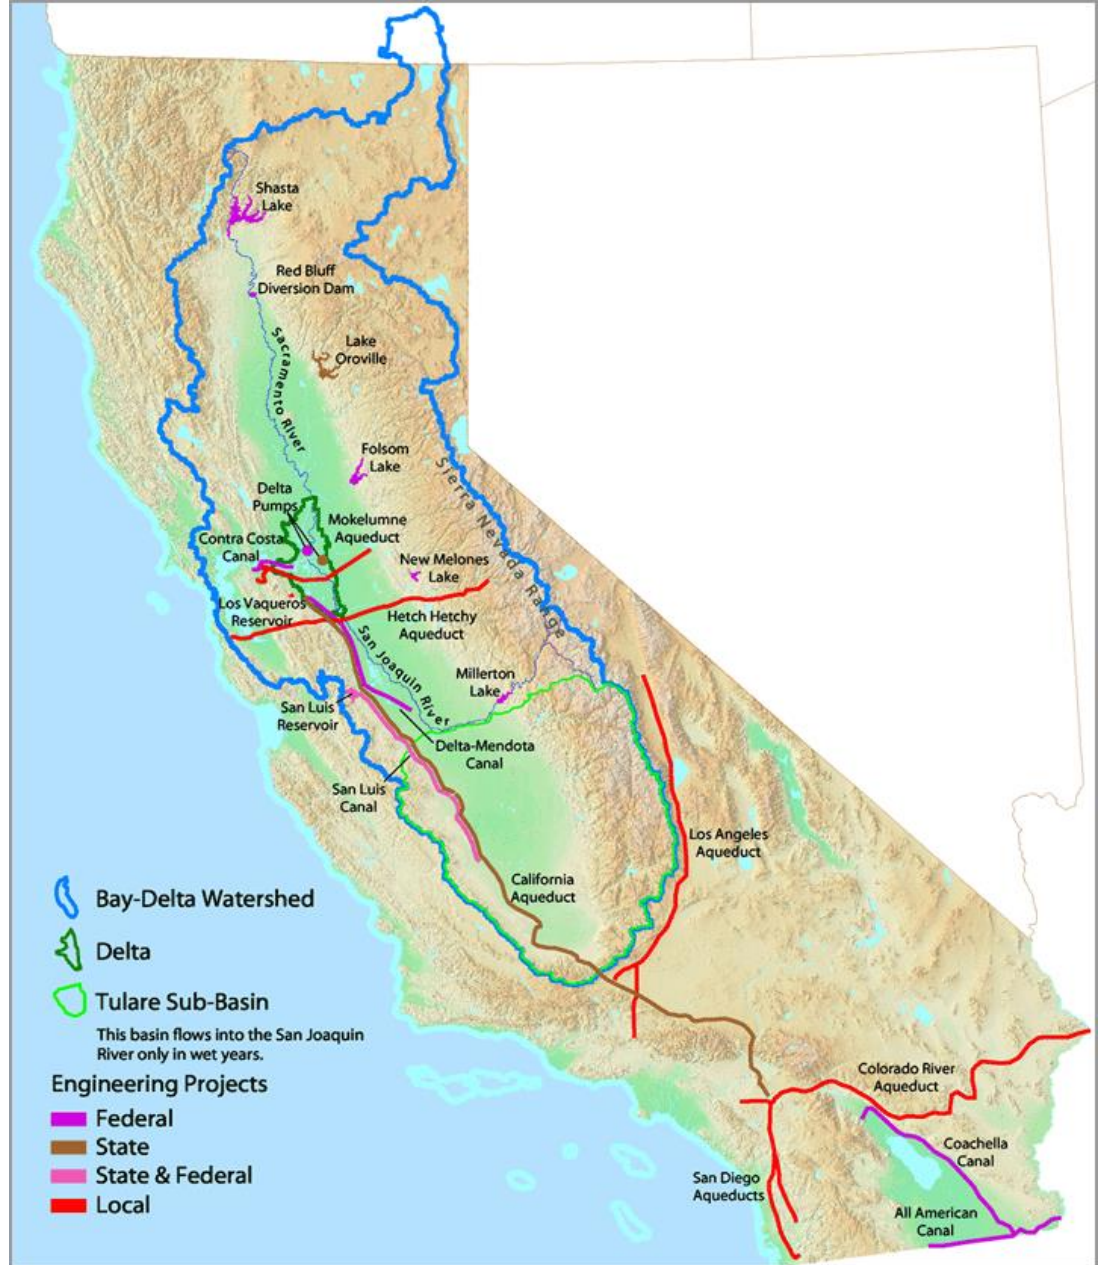 Shasta
Lake
Red Bluff
Diversion Dam
Sacramento River
Lake
Oroville
Folsom
Lake
Sierra Nevada Range
Delta
Pumps
Mokelumne
Aqueduct
Contra Costa
Canal
New Melones
Lake
Los Vaqueros
Reservoir
Hetch Hetchy
Aqueduct
San Joaquin River
Millerton
Lake
San Luis
Reservoir
Delta-Mendota
Canal
San Luis
Canal
Los Angeles
Aqueduct
California
Aqueduct
Bay-Delta Watershed
Delta
Tulare Sub-Basin
This basin flows into the San Joaquin
River only in wet years.
Engineering Projects
Federal
State
State & Federal
Local
Colorado River
Aqueduct
Coachella
Canal
San Diego
Aqueducts
All American
Canal